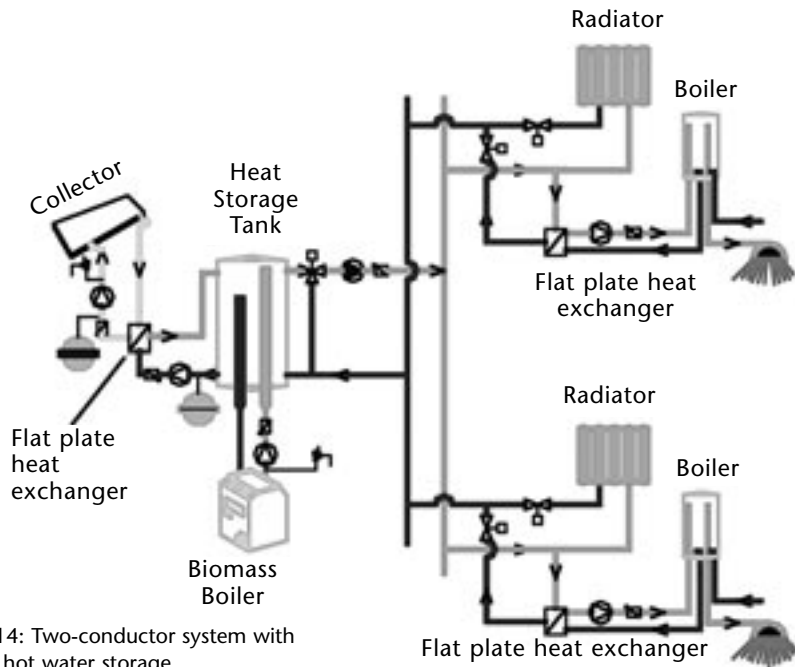 Radiator
Boiler
Collector
Heat
Storage
Tank
Flat plate heat
exchanger
Radiator
Flat plate
heat
exchanger
Boiler
Biomass
Boiler
14: Two-conductor system with
hot water storage
Flat plate heat exchanger